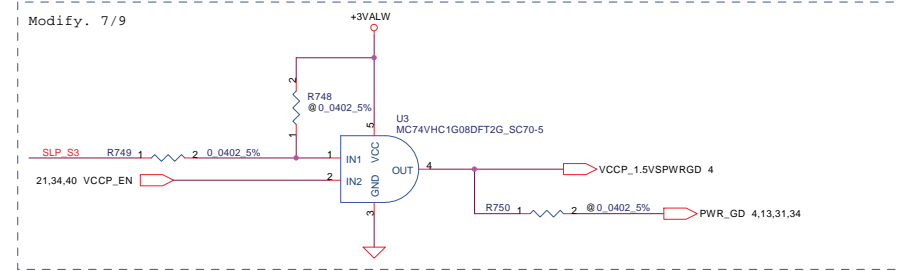 Modify. 7/9
+3VALW
2
R748
@0_0402_5%
1
U3
MC74VHC1G08DFT2G_SC70-5
5
VCC
SLP_S3 R749 1 2 0_0402_5% 1 IN1
OUT 4 VCCP_1.5VSPWRGD 4
21,34,40 VCCP_EN 2 IN2
GND
3
R750 1 2 @0_0402_5% PWR_GD 4,13,31,34